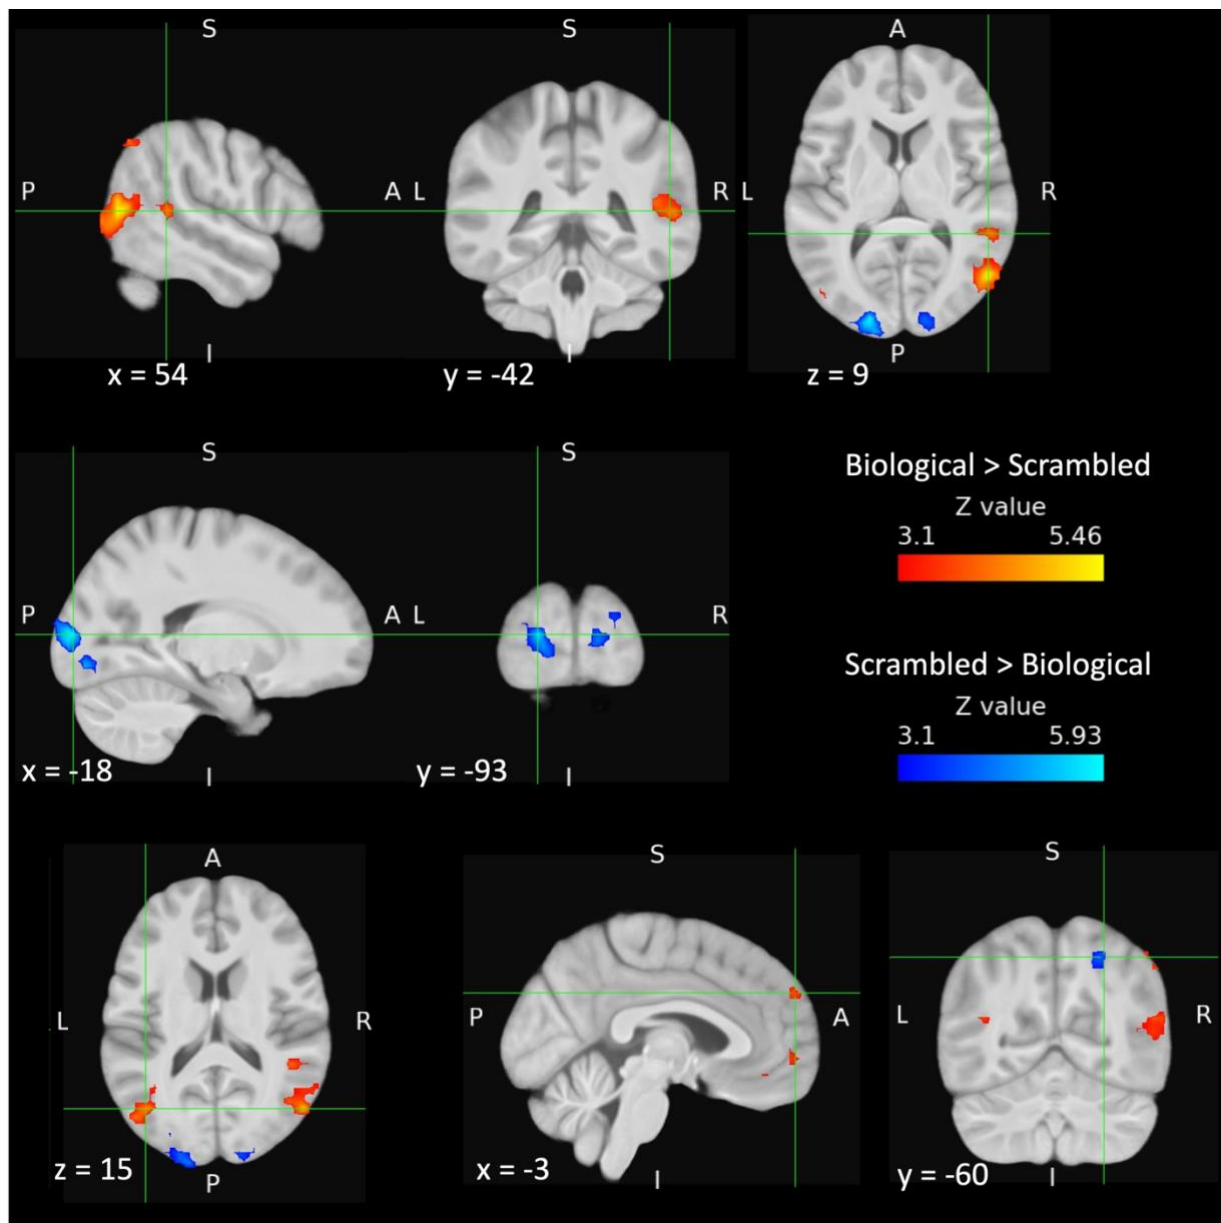 S S A
P A L R L R
I I P
x = 54 y = -42 z = 9
S S
Biological > Scrambled
Z value
3.1 5.46
P A L R
Scrambled > Biological
Z value
3.1 5.93
x = -18 I y = -93 I
A S S
L R P A L R
z = 15 P x = -3 I y = -60 I